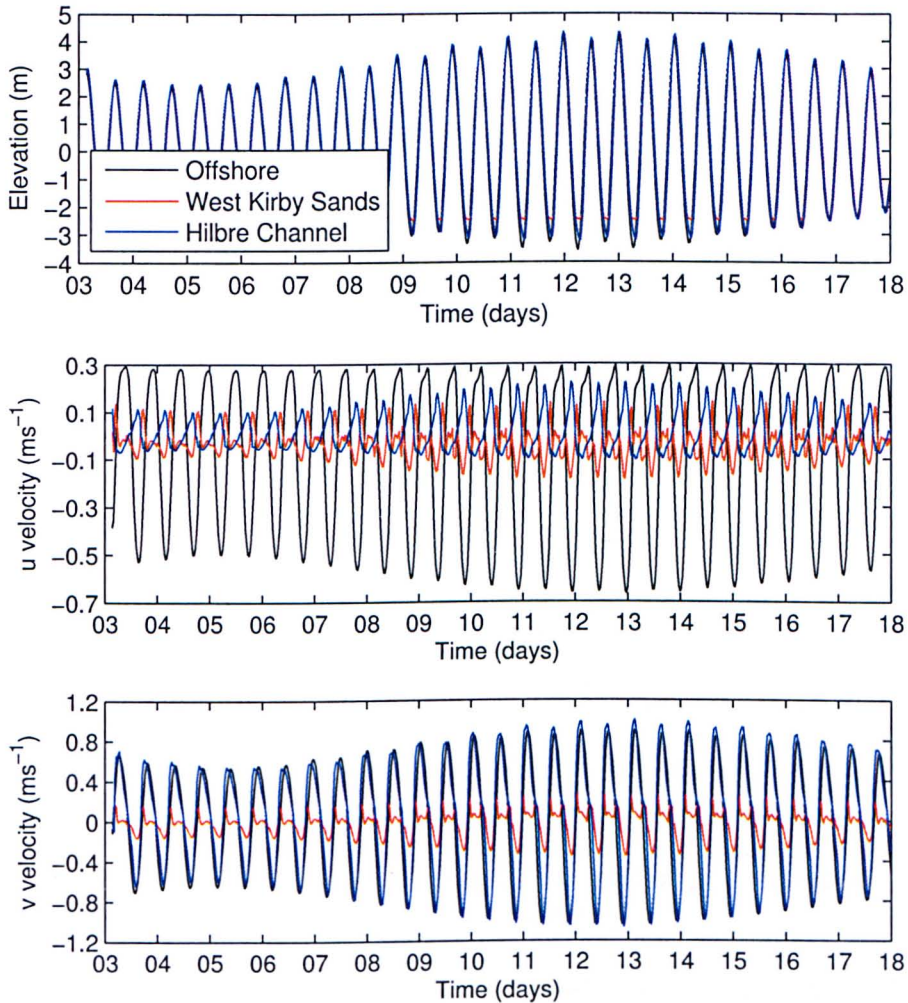 5
4
3
2
1
0
−1
−2
−3
−4
Elevation (m)
Offshore
West Kirby Sands
Hilbre Channel
03 04 05 06 07 08 09 10 11 12 13 14 15 16 17 18
Time (days)
0.3
0.1
−0.1
−0.3
−0.5
−0.7
u velocity (ms⁻¹)
03 04 05 06 07 08 09 10 11 12 13 14 15 16 17 18
Time (days)
1.2
0.8
0.4
0
−0.4
−0.8
−1.2
v velocity (ms⁻¹)
03 04 05 06 07 08 09 10 11 12 13 14 15 16 17 18
Time (days)